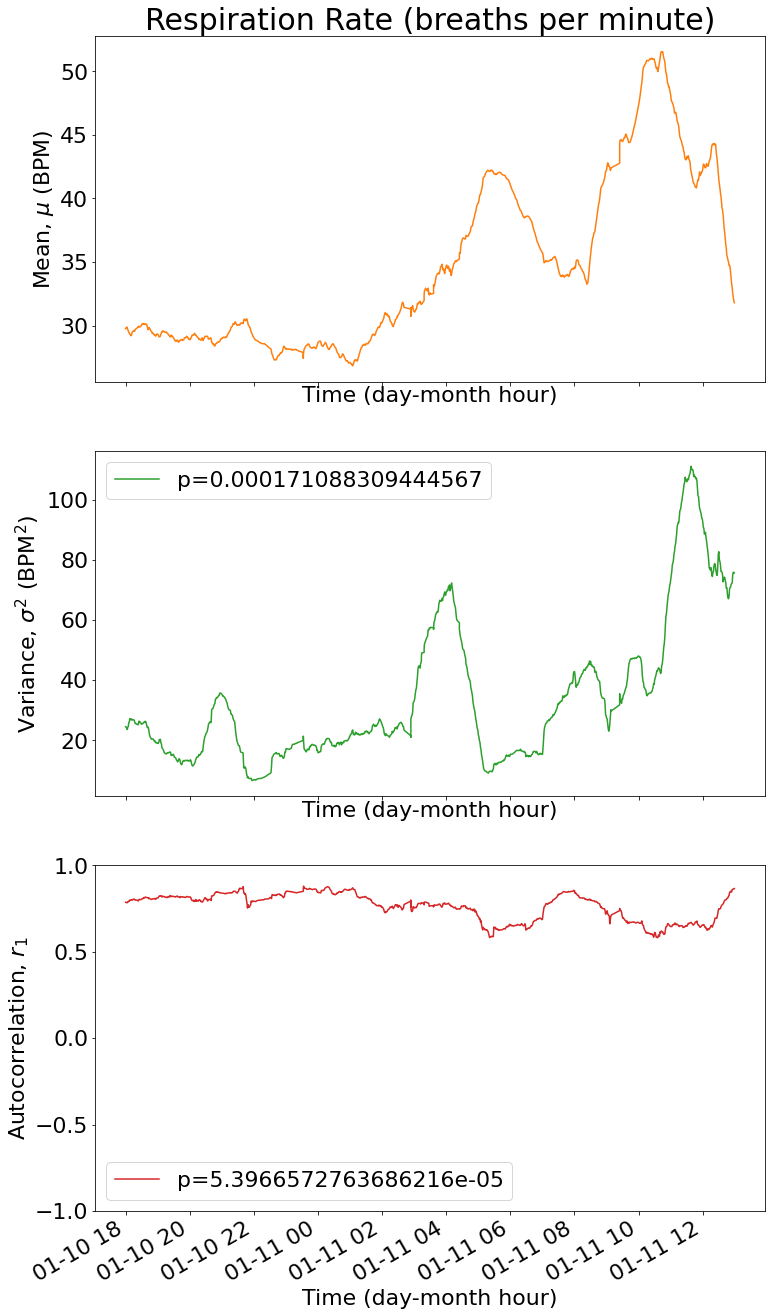 Respiration Rate (breaths per minute)
50
45
40
35
30
Mean, μ (BPM)
Time (day-month hour)
p=0.000171088309444567
100
80
60
40
20
Variance, σ² (BPM²)
Time (day-month hour)
1.0
0.5
0.0
−0.5
−1.0
Autocorrelation, r₁
p=5.3966572763686216e-05
01-10 18
01-10 20
01-10 22
01-11 00
01-11 02
01-11 04
01-11 06
01-11 08
01-11 10
01-11 12
Time (day-month hour)